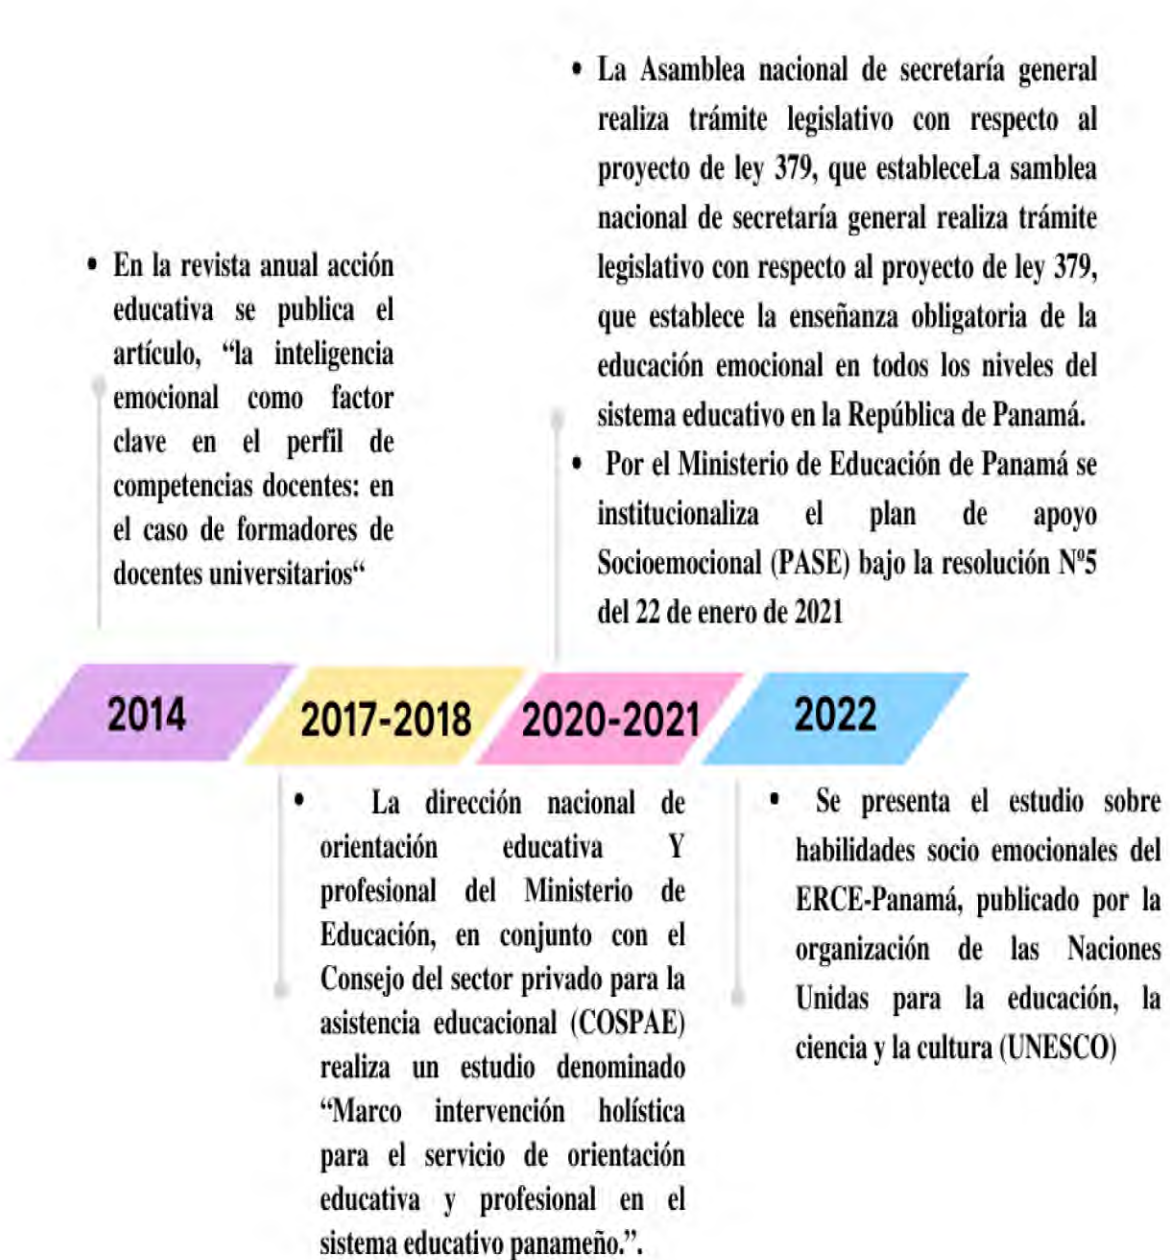 • La Asamblea nacional de secretaría general
realiza trámite legislativo con respecto al
proyecto de ley 379, que estableceLa samblea
nacional de secretaría general realiza trámite
legislativo con respecto al proyecto de ley 379,
que establece la enseñanza obligatoria de la
educación emocional en todos los niveles del
sistema educativo en la República de Panamá.
• Por el Ministerio de Educación de Panamá se
institucionaliza el plan de apoyo
Socioemocional (PASE) bajo la resolución Nº5
del 22 de enero de 2021
• En la revista anual acción
educativa se publica el
artículo, “la inteligencia
emocional como factor
clave en el perfil de
competencias docentes: en
el caso de formadores de
docentes universitarios“
2014
2017-2018
2020-2021
2022
• La dirección nacional de
orientación educativa Y
profesional del Ministerio de
Educación, en conjunto con el
Consejo del sector privado para la
asistencia educacional (COSPAE)
realiza un estudio denominado
“Marco intervención holística
para el servicio de orientación
educativa y profesional en el
sistema educativo panameño.”.
• Se presenta el estudio sobre
habilidades socio emocionales del
ERCE-Panamá, publicado por la
organización de las Naciones
Unidas para la educación, la
ciencia y la cultura (UNESCO)